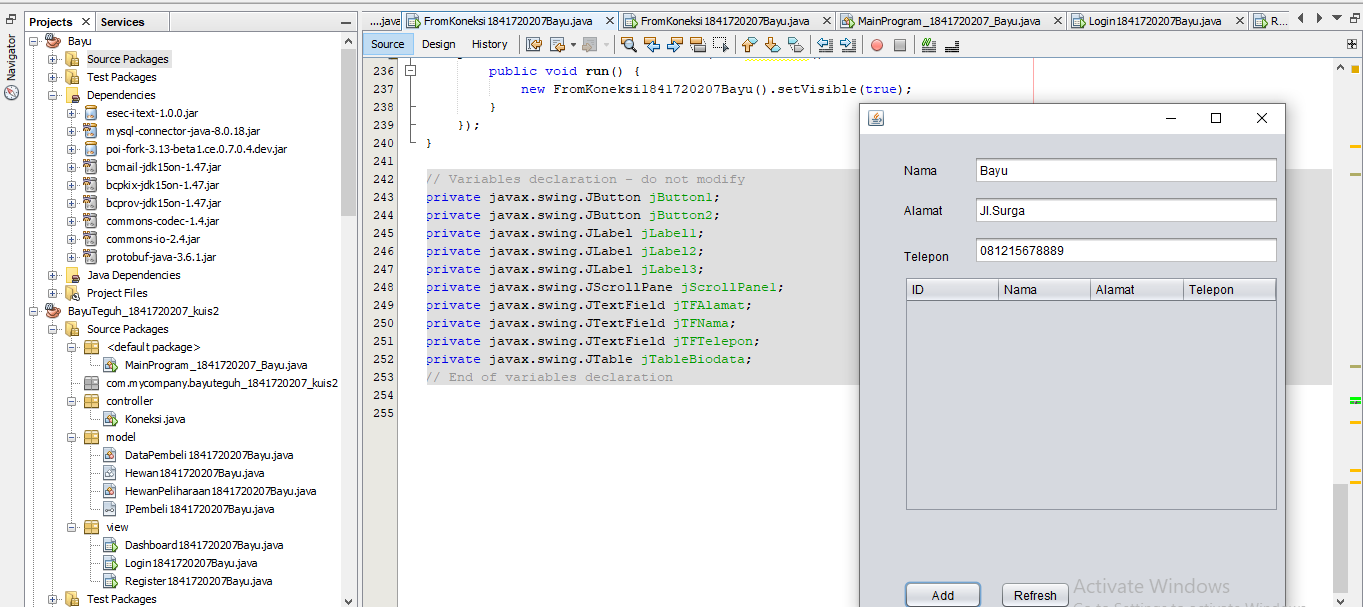 Projects
Services
Navigator
Bayu
Source Packages
Test Packages
Dependencies
esec-itext-1.0.0.jar
mysql-connector-java-8.0.18.jar
poi-fork-3.13-beta1.ce.0.7.0.4.dev.jar
bcmail-jdk15on-1.47.jar
bcpkix-jdk15on-1.47.jar
bcprov-jdk15on-1.47.jar
commons-codec-1.4.jar
commons-io-2.4.jar
protobuf-java-3.6.1.jar
Java Dependencies
Project Files
BayuTeguh_1841720207_kuis2
Source Packages
<default package>
MainProgram_1841720207_Bayu.java
com.mycompany.bayuteguh_1841720207_kuis2
controller
Koneksi.java
model
DataPembeli1841720207Bayu.java
Hewan1841720207Bayu.java
HewanPeliharaan1841720207Bayu.java
IPembeli1841720207Bayu.java
view
Dashboard1841720207Bayu.java
Login1841720207Bayu.java
Register1841720207Bayu.java
Test Packages
....java
FromKoneksi1841720207Bayu.java
FromKoneksi1841720207Bayu.java
MainProgram_1841720207_Bayu.java
Login1841720207Bayu.java
R...
Source Design History
236 public void run() {
237 new FromKoneksi1841720207Bayu().setVisible(true);
238 }
239 });
240 }
241
242 // Variables declaration - do not modify
243 private javax.swing.JButton jButton1;
244 private javax.swing.JButton jButton2;
245 private javax.swing.JLabel jLabel1;
246 private javax.swing.JLabel jLabel2;
247 private javax.swing.JLabel jLabel3;
248 private javax.swing.JScrollPane jScrollPane1;
249 private javax.swing.JTextField jTFAlamat;
250 private javax.swing.JTextField jTFNama;
251 private javax.swing.JTextField jTFTelepon;
252 private javax.swing.JTable jTableBiodata;
253 // End of variables declaration
254
255
Nama Bayu
Alamat Jl.Surga
Telepon 081215678889
ID Nama Alamat Telepon
Add Refresh
Activate Windows